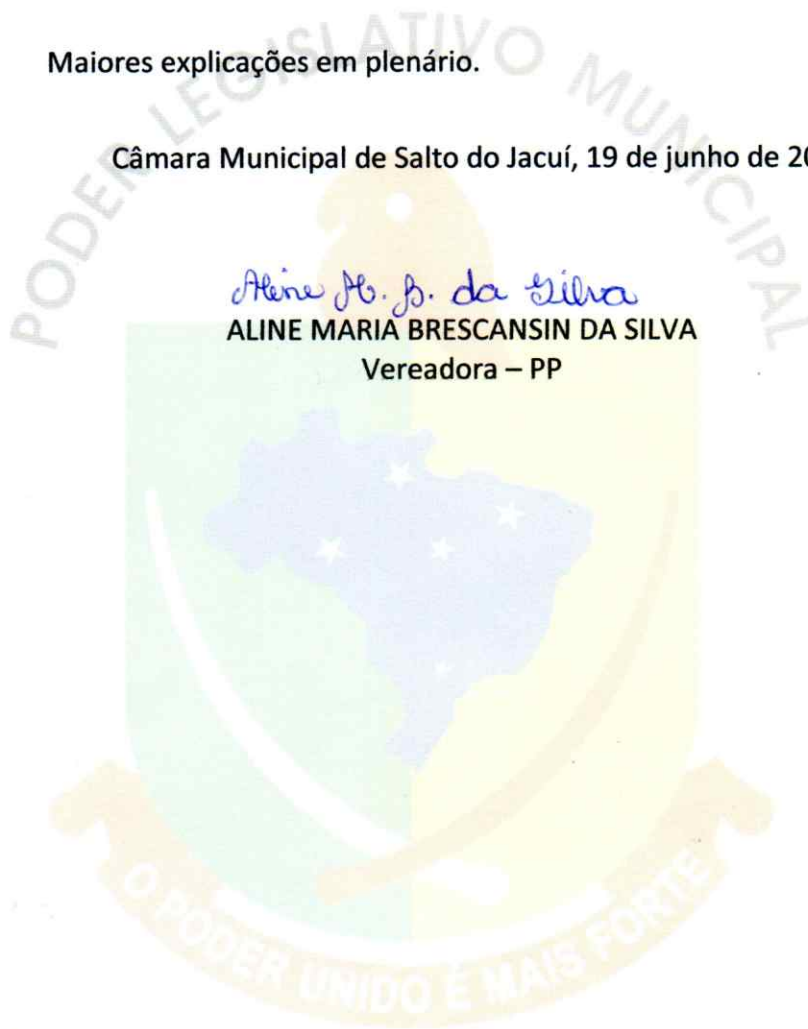 PODER LEGISLATIVO MUNICIPAL
Maiores explicações em plenário.
Câmara Municipal de Salto do Jacuí, 19 de junho de 20
Aline M. B. da Silva
ALINE MARIA BRESCANSIN DA SILVA
Vereadora – PP
O PODER UNIDO É MAIS FORTE